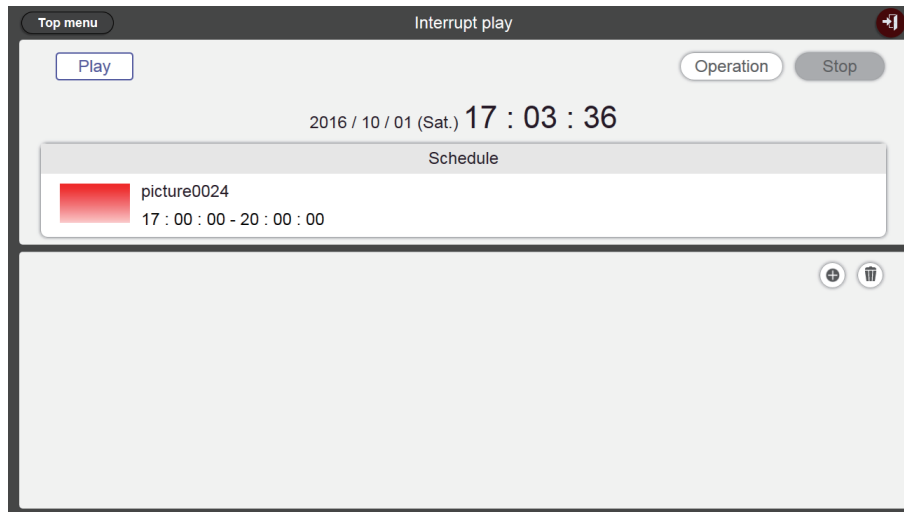 Top menu
Interrupt play
Play
Operation
Stop
2016 / 10 / 01 (Sat.) 17 : 03 : 36
Schedule
picture0024
17 : 00 : 00 - 20 : 00 : 00